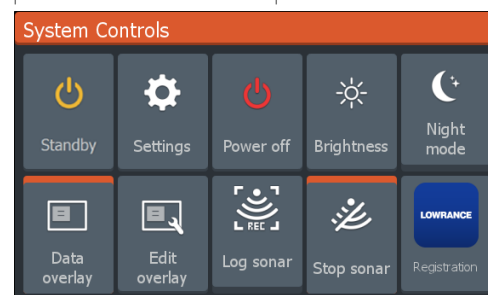 System Controls
Standby
Settings
Power off
Brightness
Night
mode
Data
overlay
Edit
overlay
REC
Log sonar
Stop sonar
LOWRANCE
Registration